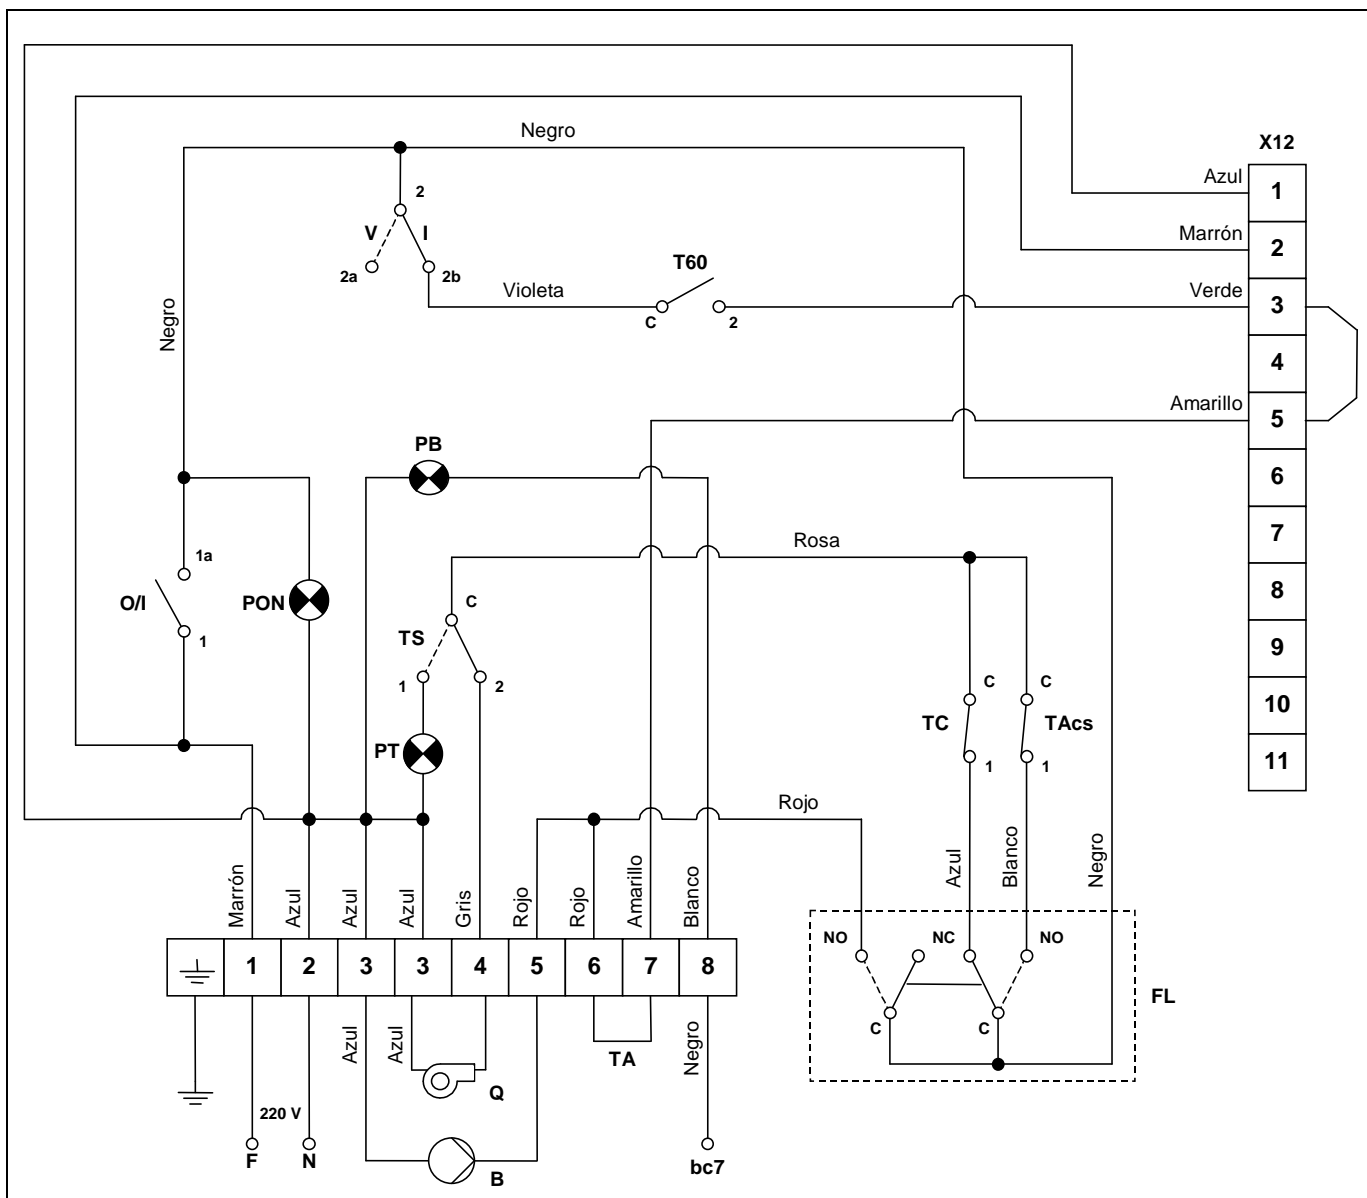 Negro
X12
Azul 1
2
Marrón 2
V I
T60
2a 2b
Violeta
Verde 3
C 2
Negro
4
Amarillo 5
PB
6
Rosa
7
1a
O/I PON
C
8
1
TS
9
1 2
C C
TC TAcs
10
PT
1 1
11
Rojo
Marrón Azul Azul Azul Gris Rojo Rojo Amarillo Blanco
Azul Blanco Negro
NO NC NO
1 2 3 3 4 5 6 7 8
FL
C C
Azul Azul Negro
TA
Q
220 V
F N
B
bc7